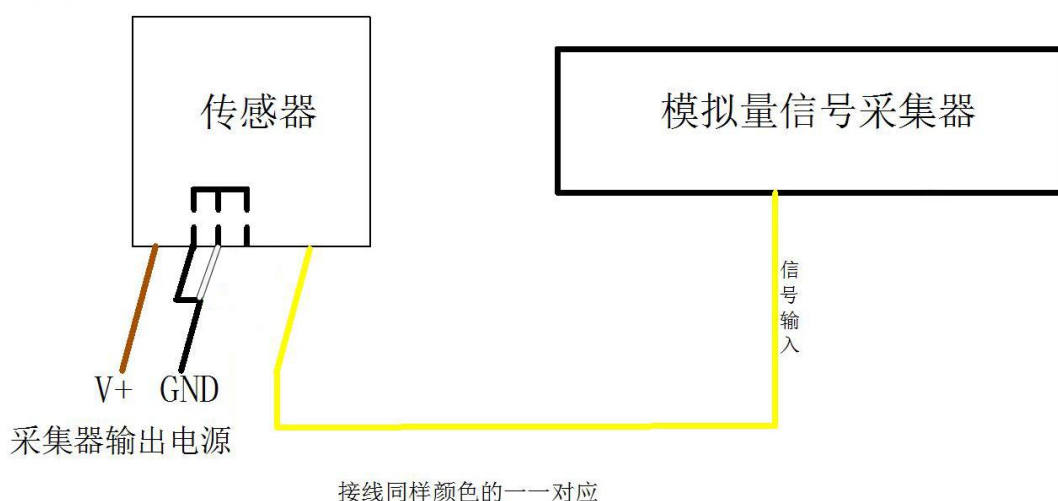 传感器
模拟量信号采集器
信号输入
V+ GND
采集器输出电源
接线同样颜色的一一对应